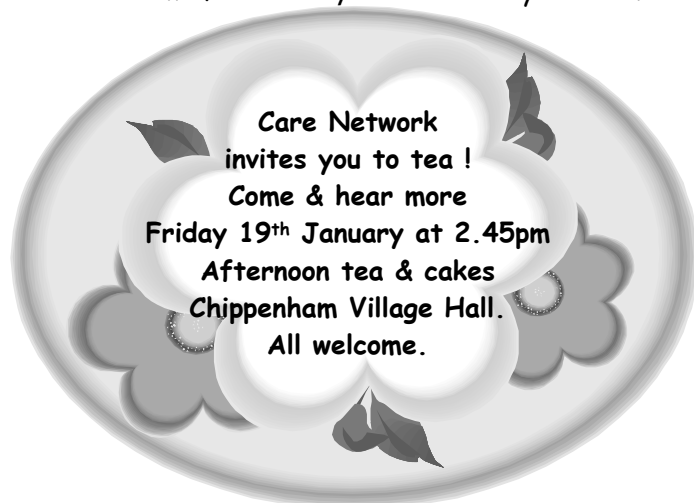 Care Network
invites you to tea !
Come & hear more
Friday 19th January at 2.45pm
Afternoon tea & cakes
Chippenham Village Hall.
All welcome.